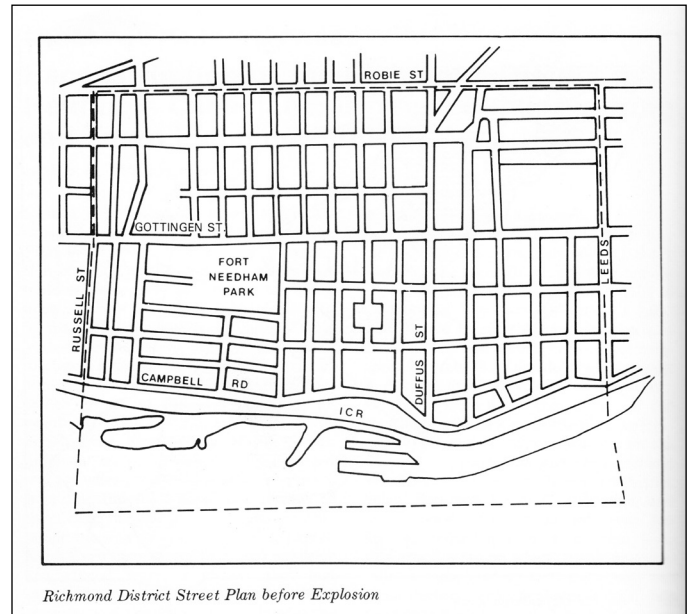 ROBIE ST
GOTTINGEN ST.
FORT
NEEDHAM
PARK
RUSSELL ST
LEEDS
DUFFUS ST
CAMPBELL RD
ICR
Richmond District Street Plan before Explosion